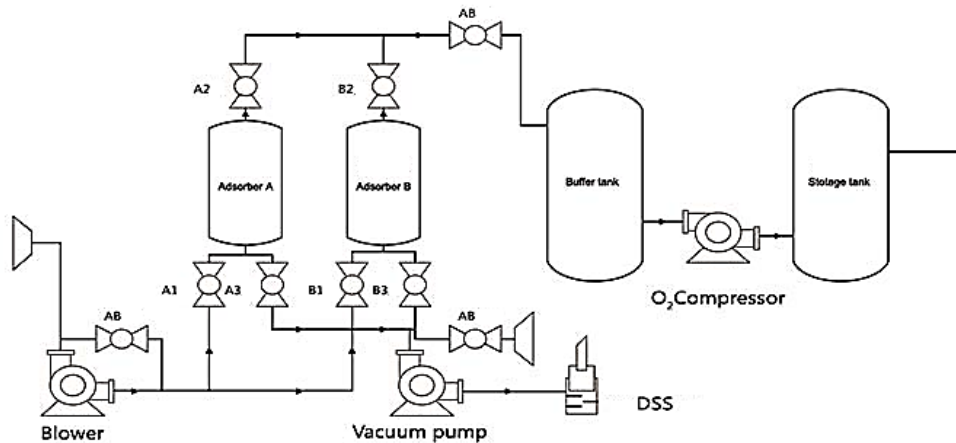 AB
A2
B2
Adsorber A
Adsorber B
Buffer tank
Stolage tank
A1
A3
B1
B3
O₂Compressor
AB
AB
DSS
Blower
Vacuum pump